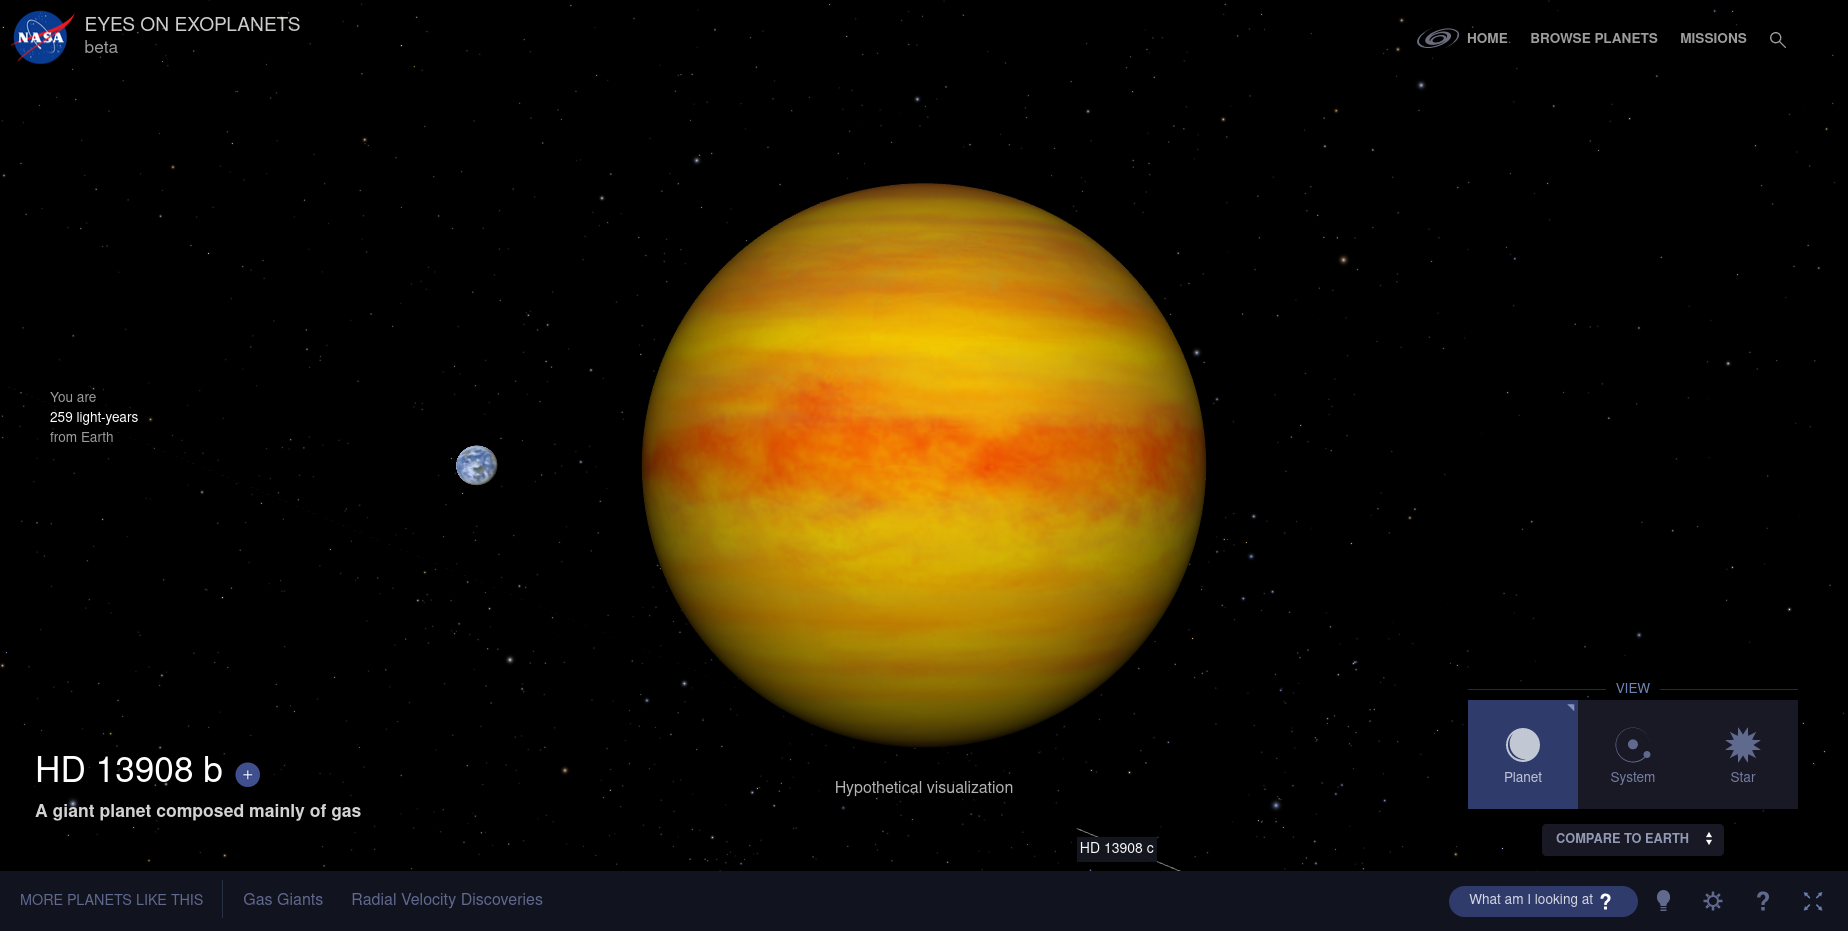 NASA
EYES ON EXOPLANETS
beta
HOME
BROWSE PLANETS
MISSIONS
You are
259 light-years
from Earth
HD 13908 b +
A giant planet composed mainly of gas
Hypothetical visualization
HD 13908 c
VIEW
Planet
System
Star
COMPARE TO EARTH
MORE PLANETS LIKE THIS
Gas Giants
Radial Velocity Discoveries
What am I looking at ?
?